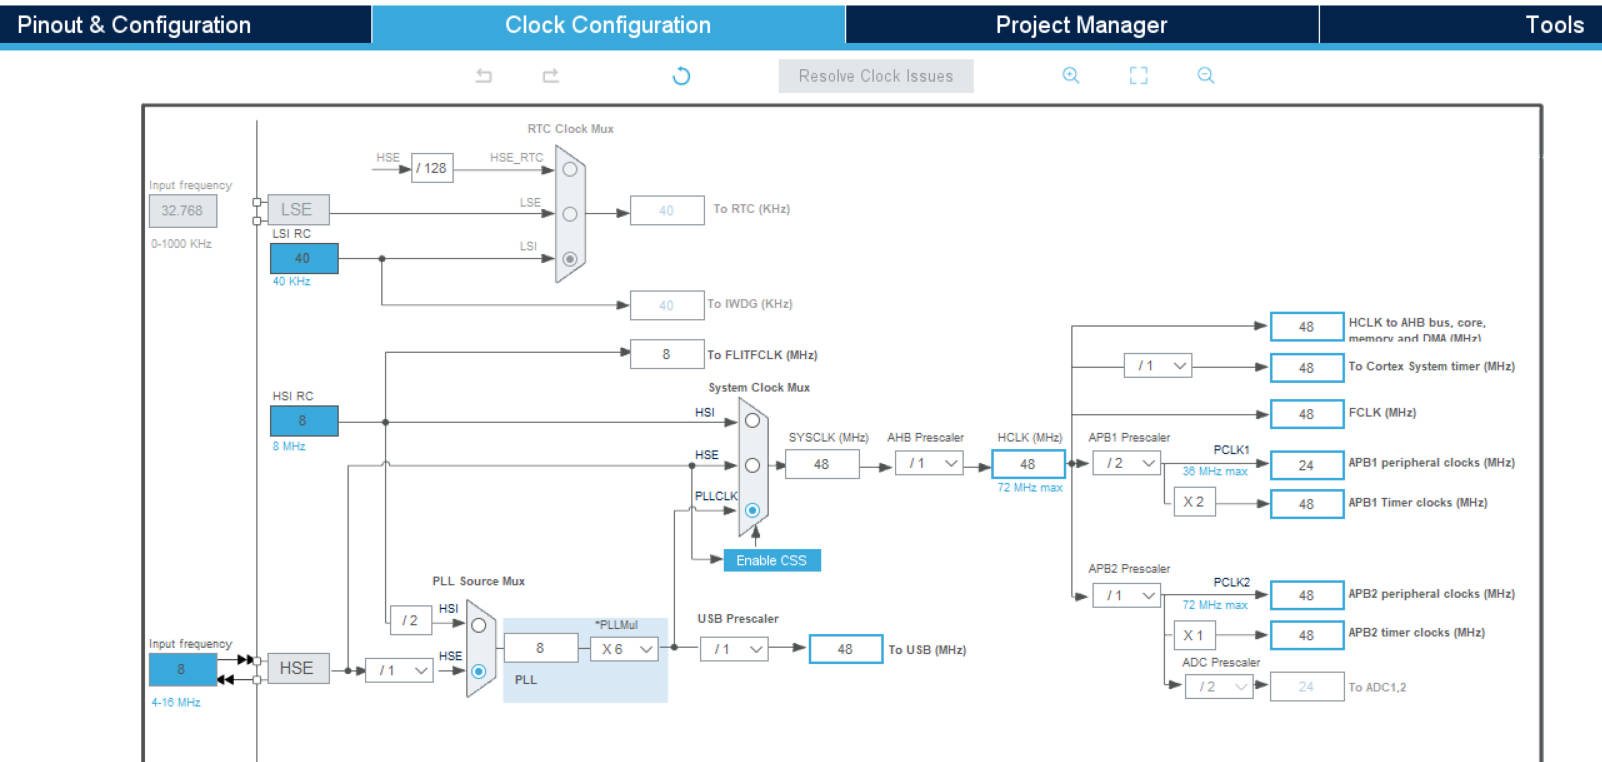 Pinout & Configuration
Clock Configuration
Project Manager
Tools
Resolve Clock Issues
RTC Clock Mux
HSE
/ 128
HSE_RTC
Input frequency
32.768
0-1000 KHz
LSE
LSE
40
To RTC (KHz)
LSI RC
40
40 KHz
LSI
40
To IWDG (KHz)
8
To FLITFCLK (MHz)
HSI RC
8
8 MHz
System Clock Mux
HSI
HSE
PLLCLK
Enable CSS
SYSCLK (MHz)
48
AHB Prescaler
/ 1
HCLK (MHz)
48
72 MHz max
48
HCLK to AHB bus, core,
memory and DMA (MHz)
/ 1
48
To Cortex System timer (MHz)
48
FCLK (MHz)
APB1 Prescaler
/ 2
PCLK1
36 MHz max
24
APB1 peripheral clocks (MHz)
X 2
48
APB1 Timer clocks (MHz)
APB2 Prescaler
/ 1
PCLK2
72 MHz max
48
APB2 peripheral clocks (MHz)
X 1
48
APB2 timer clocks (MHz)
ADC Prescaler
/ 2
24
To ADC1,2
PLL Source Mux
/ 2
HSI
HSE
8
*PLLMul
X 6
PLL
USB Prescaler
/ 1
48
To USB (MHz)
Input frequency
8
4-16 MHz
HSE
/ 1